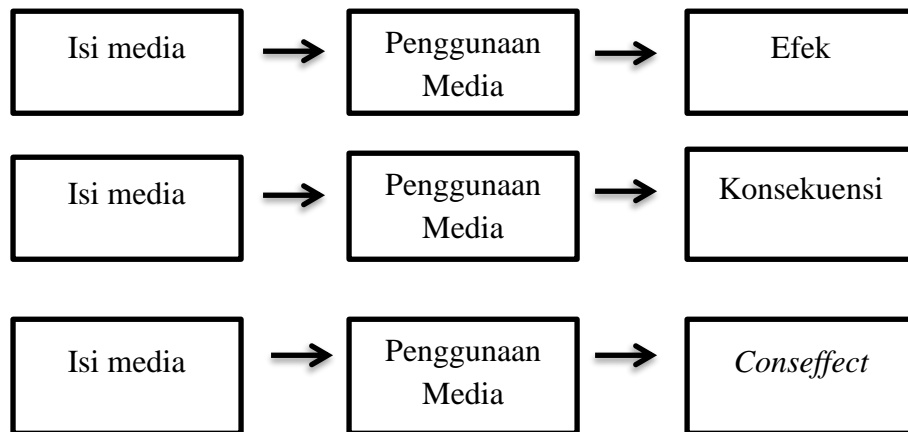 Isi media
Penggunaan
Media
Efek
Isi media
Penggunaan
Media
Konsekuensi
Isi media
Penggunaan
Media
Conseffect